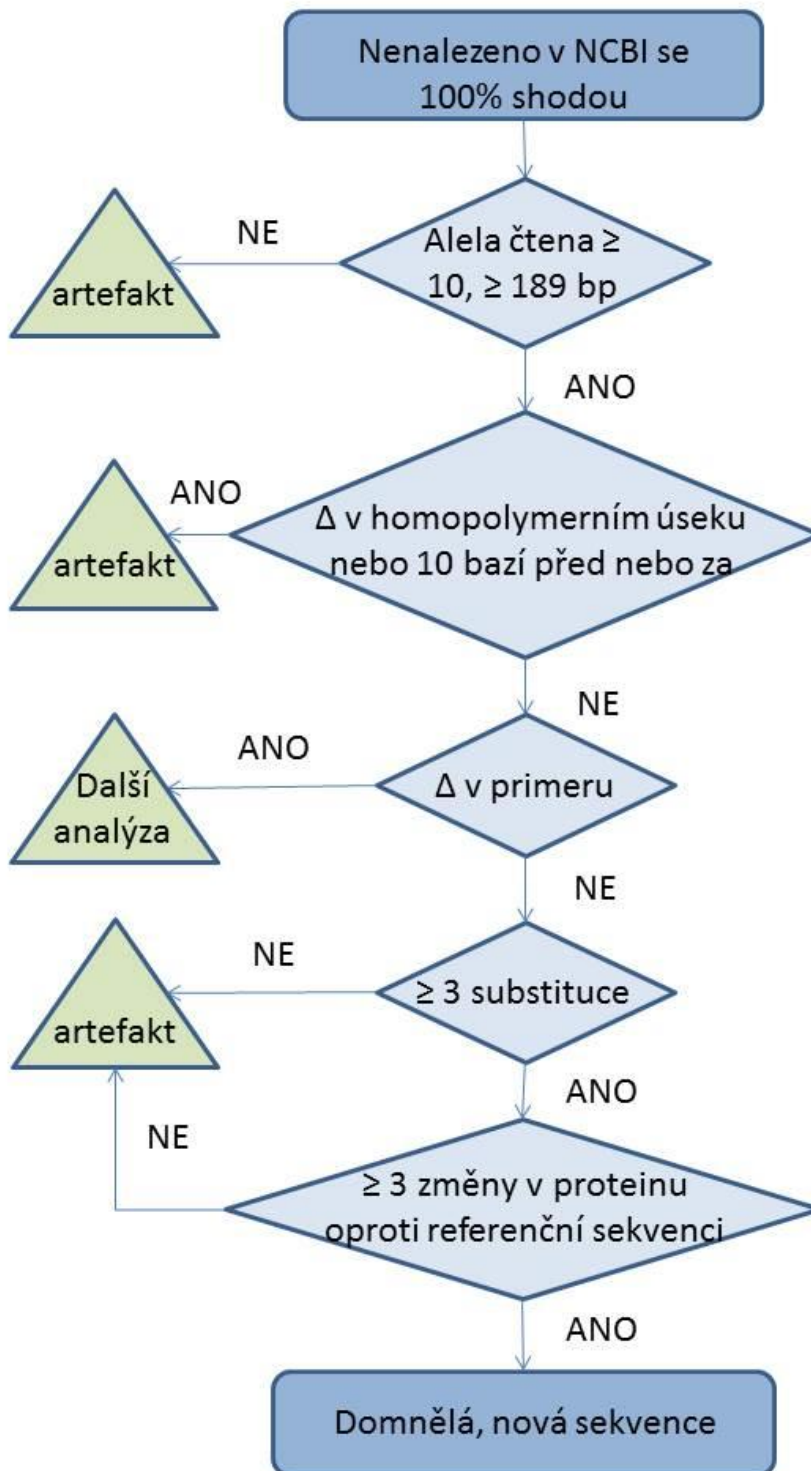 Nenalezeno v NCBI se
100% shodou
NE
Alela čtena ≥
10, ≥ 189 bp
artefakt
ANO
ANO
Δ v homopolymerním úseku
nebo 10 bazí před nebo za
artefakt
NE
ANO
Další
analýza
Δ v primeru
NE
NE
≥ 3 substituce
artefakt
ANO
NE
≥ 3 změny v proteinu
oproti referenční sekvenci
ANO
Domnělá, nová sekvence